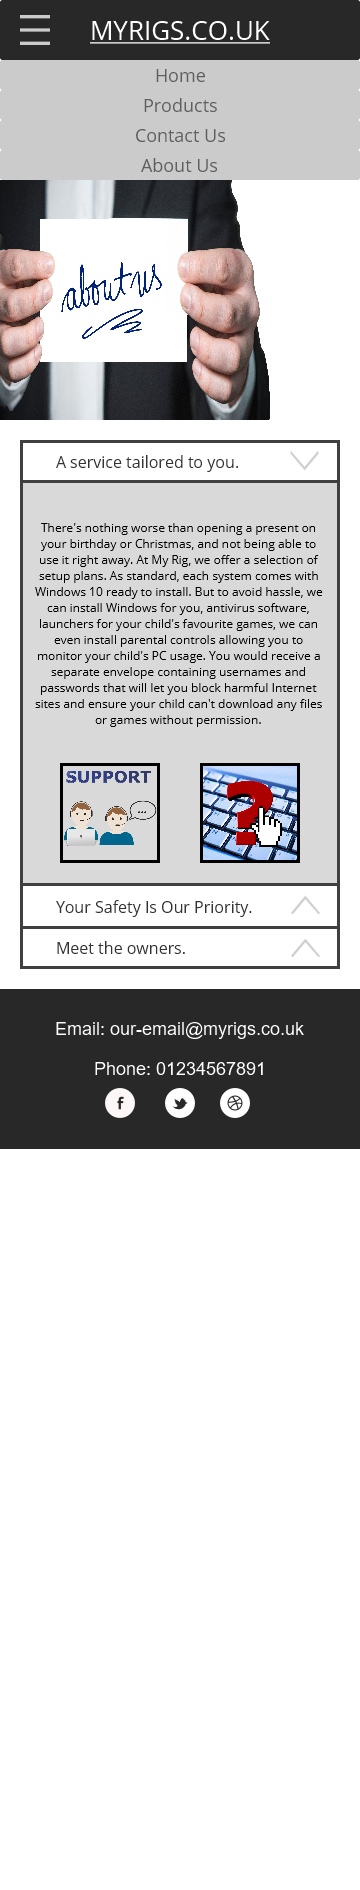 MYRIGS.CO.UK
Home
Products
Contact Us
About Us
about us
A service tailored to you.
There's nothing worse than opening a present on
your birthday or Christmas, and not being able to
use it right away. At My Rig, we offer a selection of
setup plans. As standard, each system comes with
Windows 10 ready to install. But to avoid hassle, we
can install Windows for you, antivirus software,
launchers for your child's favourite games, we can
even install parental controls allowing you to
monitor your child's PC usage. You would receive a
separate envelope containing usernames and
passwords that will let you block harmful Internet
sites and ensure your child can't download any files
or games without permission.
SUPPORT
?
Your Safety Is Our Priority.
Meet the owners.
Email: our-email@myrigs.co.uk
Phone: 01234567891